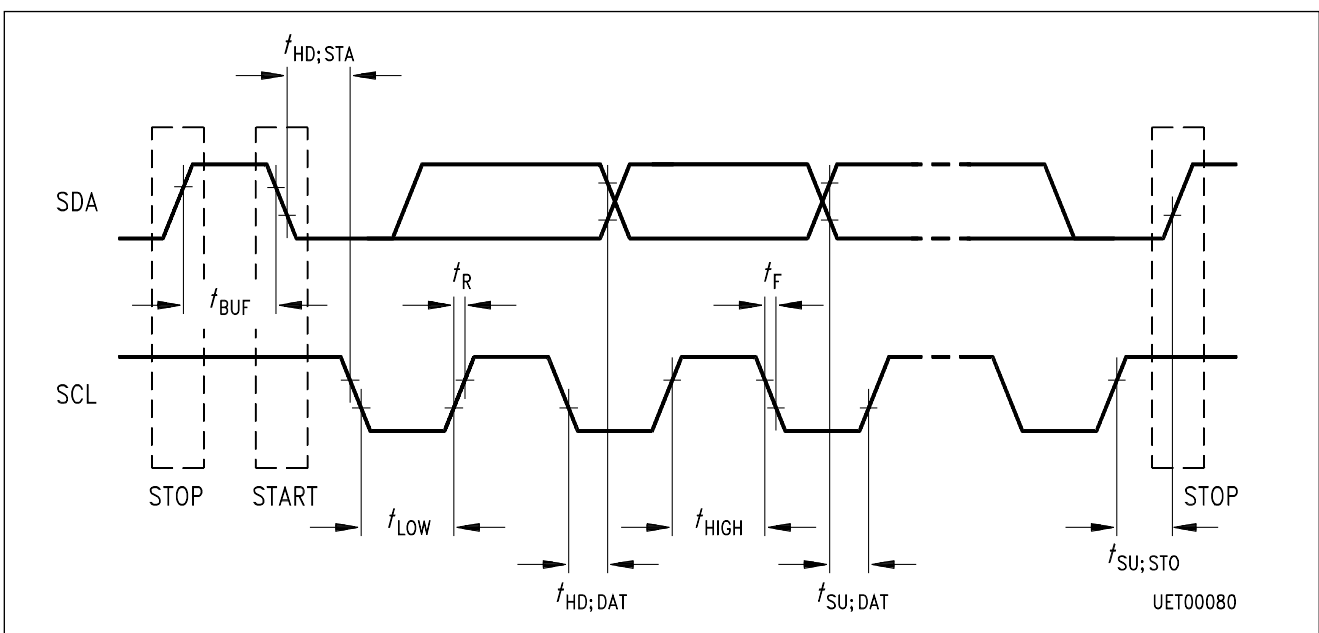 tHD;STA
SDA
tBUF
tR
tF
SCL
STOP
START
STOP
tLOW
tHIGH
tHD;DAT
tSU;DAT
tSU;STO
UET00080